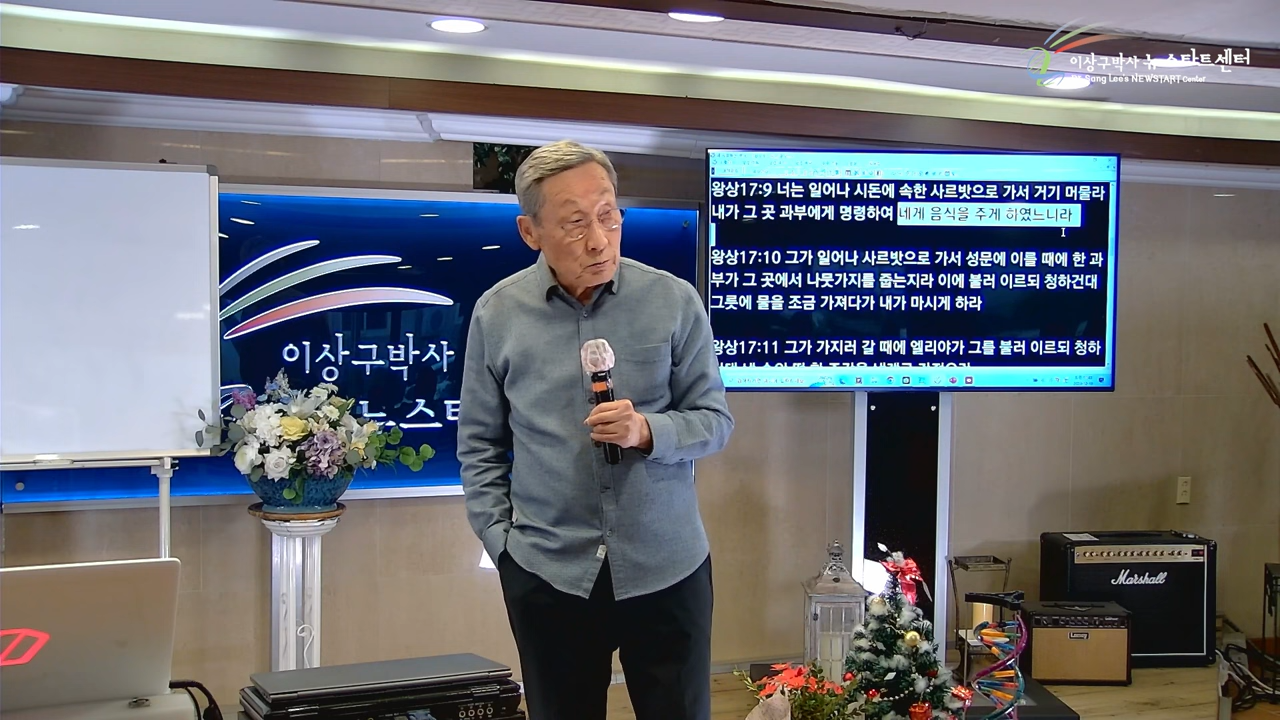 이상구박사 뉴스타트센터
Dr. Sang Lee's NEWSTART Center
왕상17:9 너는 일어나 시돈에 속한 사르밧으로 가서 거기 머물라
내가 그 곳 과부에게 명령하여 네게 음식을 주게 하였느니라
왕상17:10 그가 일어나 사르밧으로 가서 성문에 이를 때에 한 과
부가 그 곳에서 나뭇가지를 줍는지라 이에 불러 이르되 청하건대
그릇에 물을 조금 가져다가 내가 마시게 하라
왕상17:11 그가 가지러 갈 때에 엘리야가 그를 불러 이르되 청하
이상구박사
뉴스타
Marshall
Laney